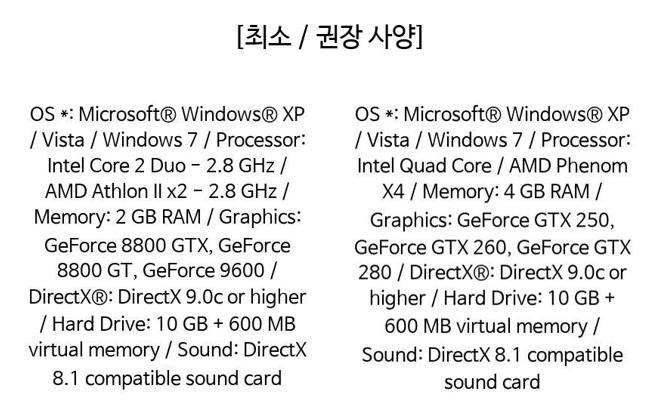 [최소 / 권장 사양]
OS *: Microsoft® Windows® XP
/ Vista / Windows 7 / Processor:
Intel Core 2 Duo - 2.8 GHz /
AMD Athlon II x2 - 2.8 GHz /
Memory: 2 GB RAM / Graphics:
GeForce 8800 GTX, GeForce
8800 GT, GeForce 9600 /
DirectX®: DirectX 9.0c or higher
/ Hard Drive: 10 GB + 600 MB
virtual memory / Sound: DirectX
8.1 compatible sound card
OS *: Microsoft® Windows® XP
/ Vista / Windows 7 / Processor:
Intel Quad Core / AMD Phenom
X4 / Memory: 4 GB RAM /
Graphics: GeForce GTX 250,
GeForce GTX 260, GeForce GTX
280 / DirectX®: DirectX 9.0c or
higher / Hard Drive: 10 GB +
600 MB virtual memory /
Sound: DirectX 8.1 compatible
sound card